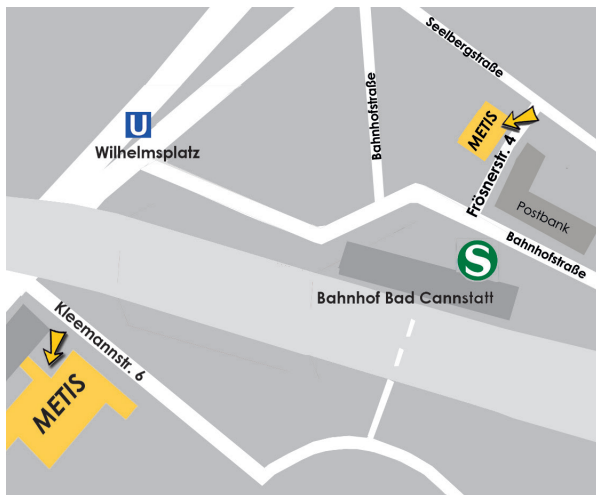 Seelbergstraße
Bahnhofstraße
METIS
Frösnerstr. 4
U
Wilhelmsplatz
Postbank
Bahnhofstraße
S
Bahnhof Bad Cannstatt
Kleemannstr. 6
METIS